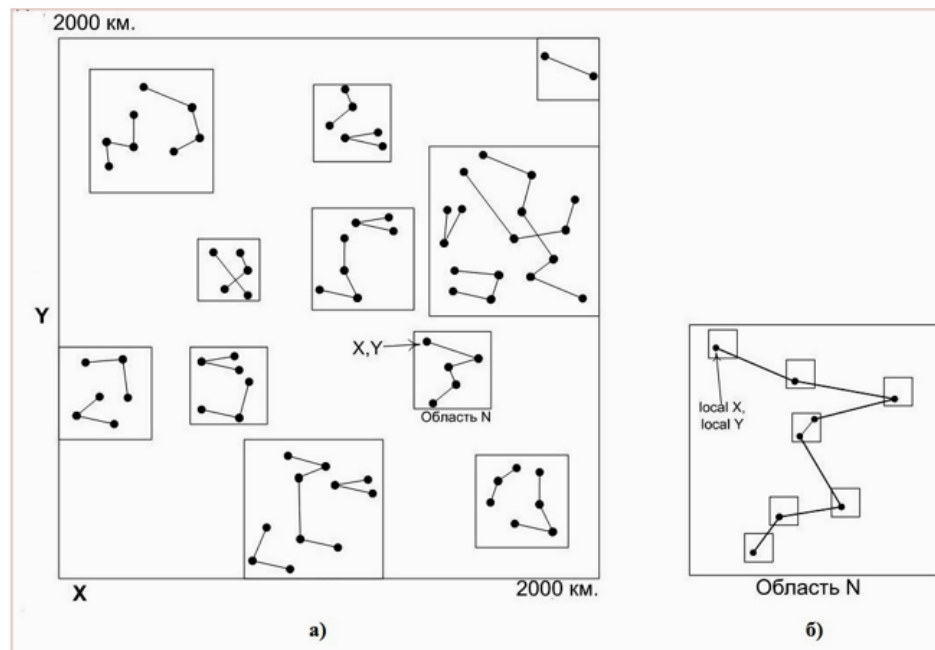 2000 км.
Y
X,Y
Область N
X
2000 км.
а)
local X,
local Y
Область N
б)